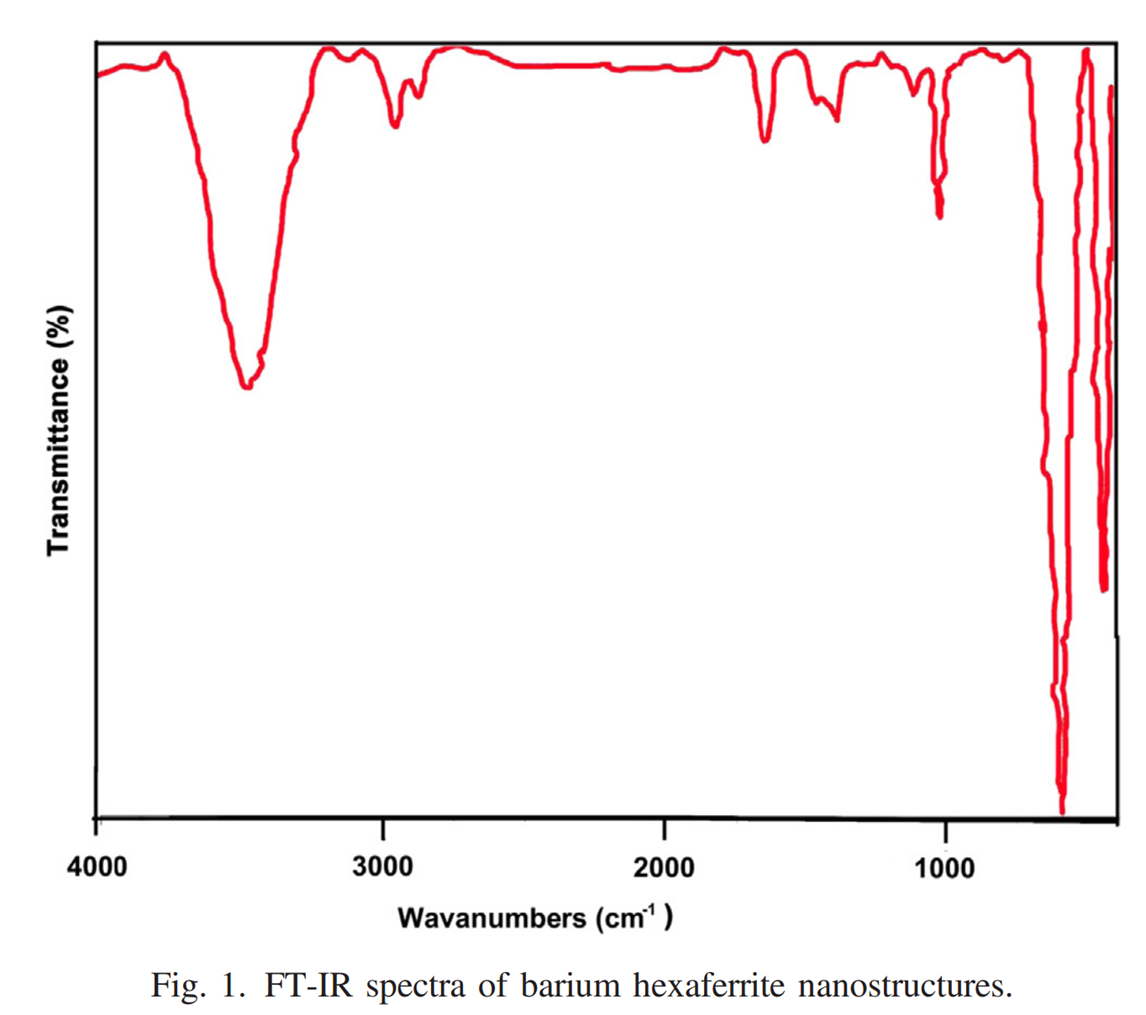 Transmittance (%)
4000 3000 2000 1000
Wavanumbers (cm⁻¹ )
Fig. 1. FT-IR spectra of barium hexaferrite nanostructures.